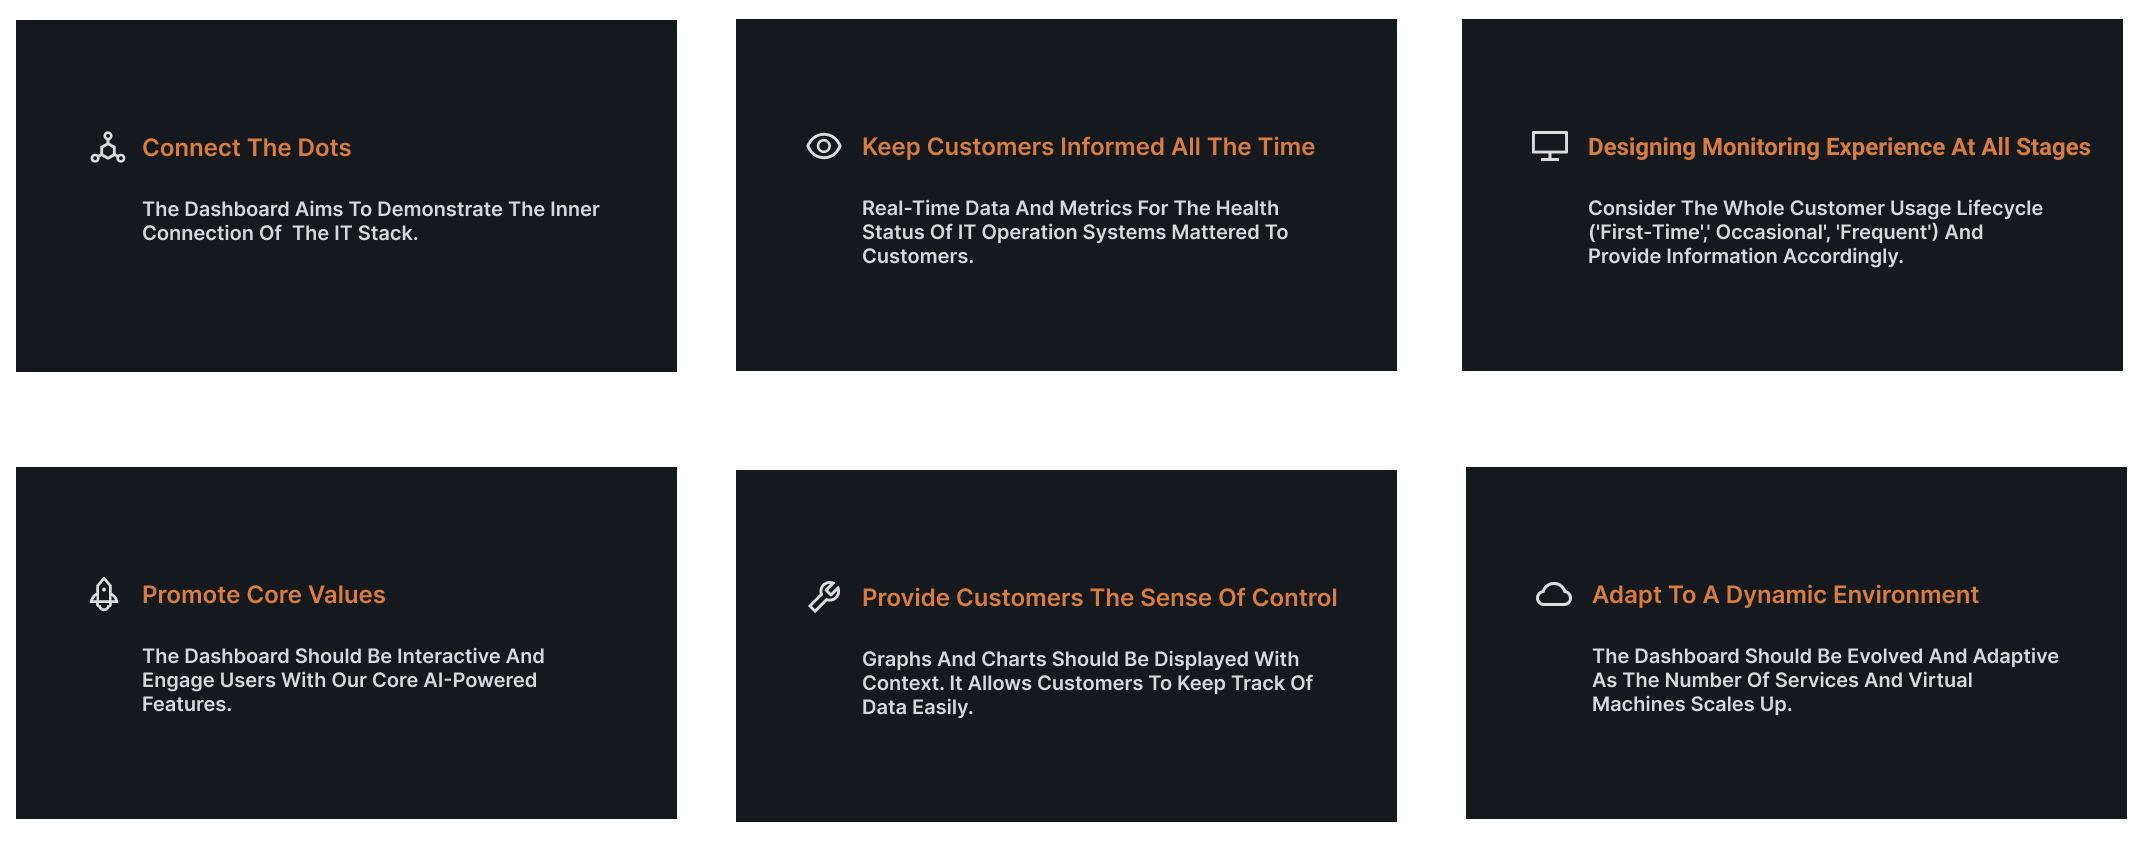 Connect The Dots
The Dashboard Aims To Demonstrate The Inner
Connection Of  The IT Stack.
Keep Customers Informed All The Time
Real-Time Data And Metrics For The Health
Status Of IT Operation Systems Mattered To
Customers.
Designing Monitoring Experience At All Stages
Consider The Whole Customer Usage Lifecycle
('First-Time',' Occasional', 'Frequent') And
Provide Information Accordingly.
Promote Core Values
The Dashboard Should Be Interactive And
Engage Users With Our Core AI-Powered
Features.
Provide Customers The Sense Of Control
Graphs And Charts Should Be Displayed With
Context. It Allows Customers To Keep Track Of
Data Easily.
Adapt To A Dynamic Environment
The Dashboard Should Be Evolved And Adaptive
As The Number Of Services And Virtual
Machines Scales Up.